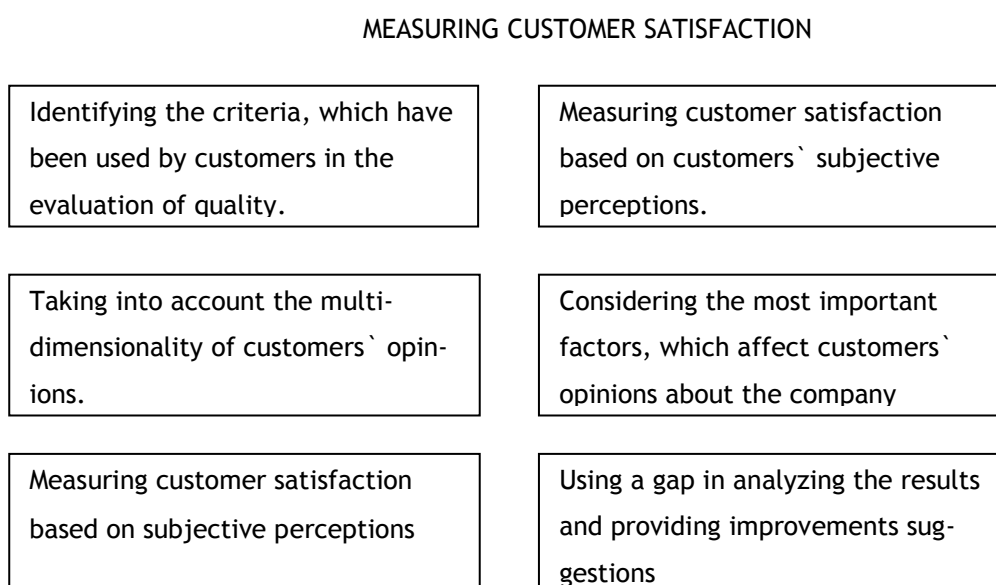 MEASURING CUSTOMER SATISFACTION
Identifying the criteria, which have
been used by customers in the
evaluation of quality.
Measuring customer satisfaction
based on customers` subjective
perceptions.
Taking into account the multi-
dimensionality of customers` opin-
ions.
Considering the most important
factors, which affect customers`
opinions about the company
Measuring customer satisfaction
based on subjective perceptions
Using a gap in analyzing the results
and providing improvements sug-
gestions